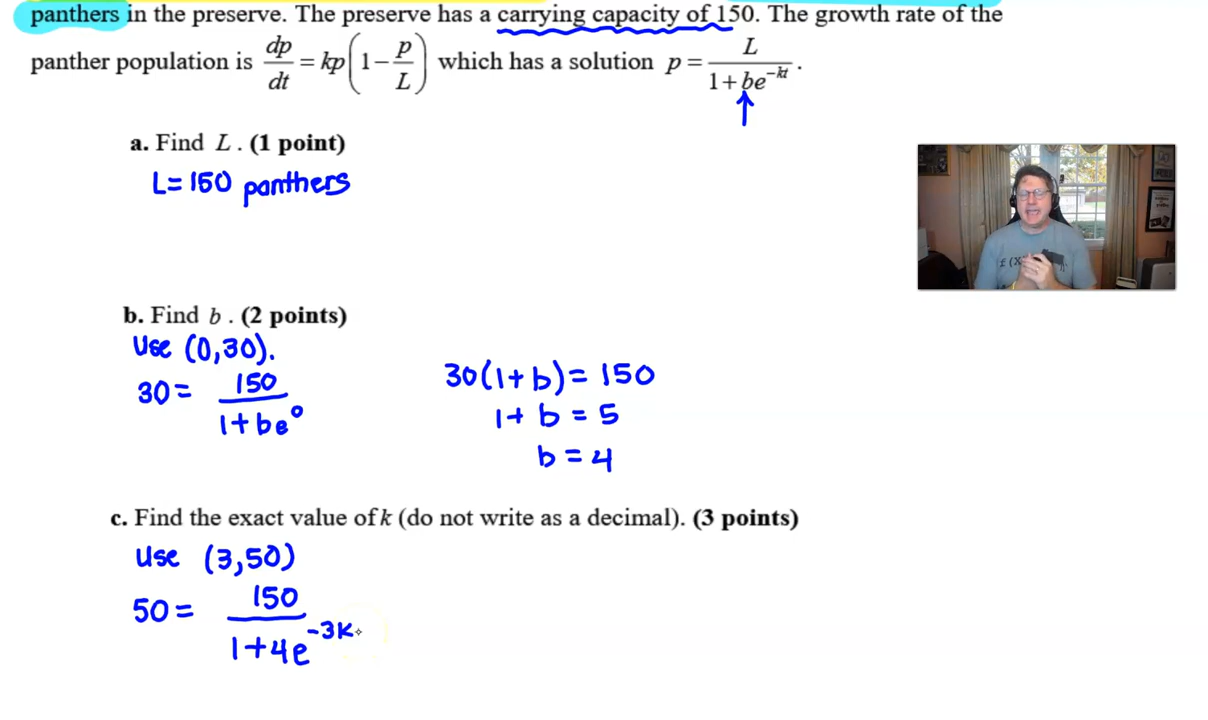 panthers in the preserve. The preserve has a carrying capacity of 150. The growth rate of the
panther population is dp/dt = kp(1 − p/L) which has a solution p = L/(1 + be^(−kt)).
a. Find L. (1 point)
L = 150 panthers
b. Find b. (2 points)
Use (0,30).
30 = 150/(1 + be^0)
30(1 + b) = 150
1 + b = 5
b = 4
c. Find the exact value of k (do not write as a decimal). (3 points)
Use (3,50)
50 = 150/(1 + 4e^(−3k))